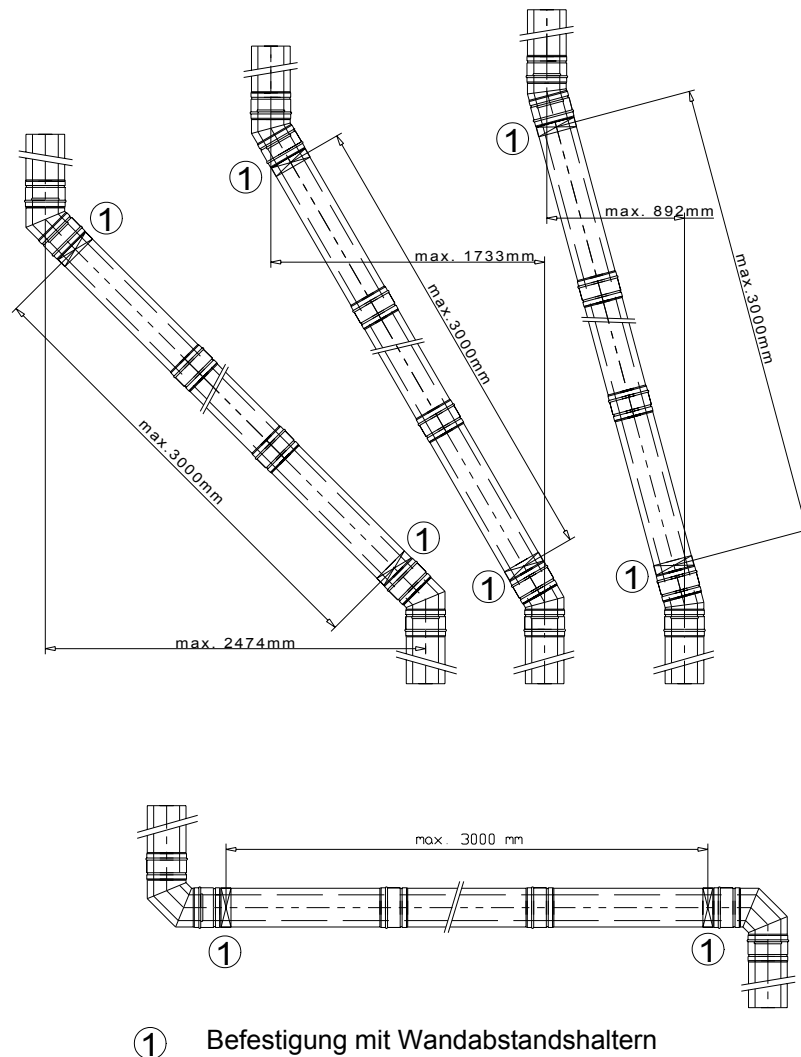 ①
①
max. 892mm
①
max. 1733mm
max.3000mm
max.3000mm
max.3000mm
①
①
①
max. 2474mm
max. 3000 mm
①
①
① Befestigung mit Wandabstandshaltern